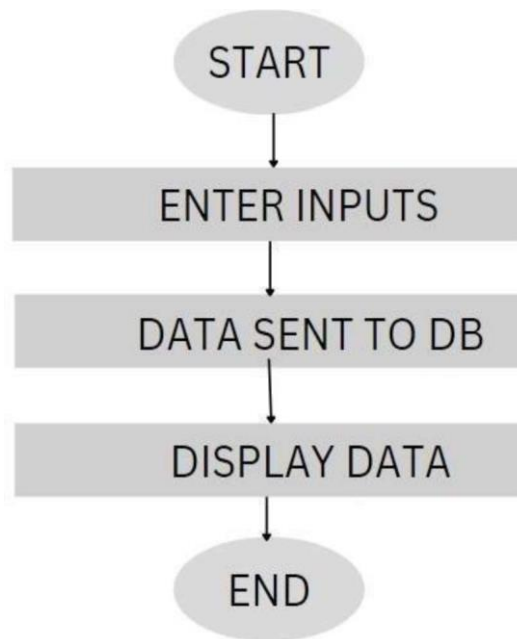 START
ENTER INPUTS
DATA SENT TO DB
DISPLAY DATA
END